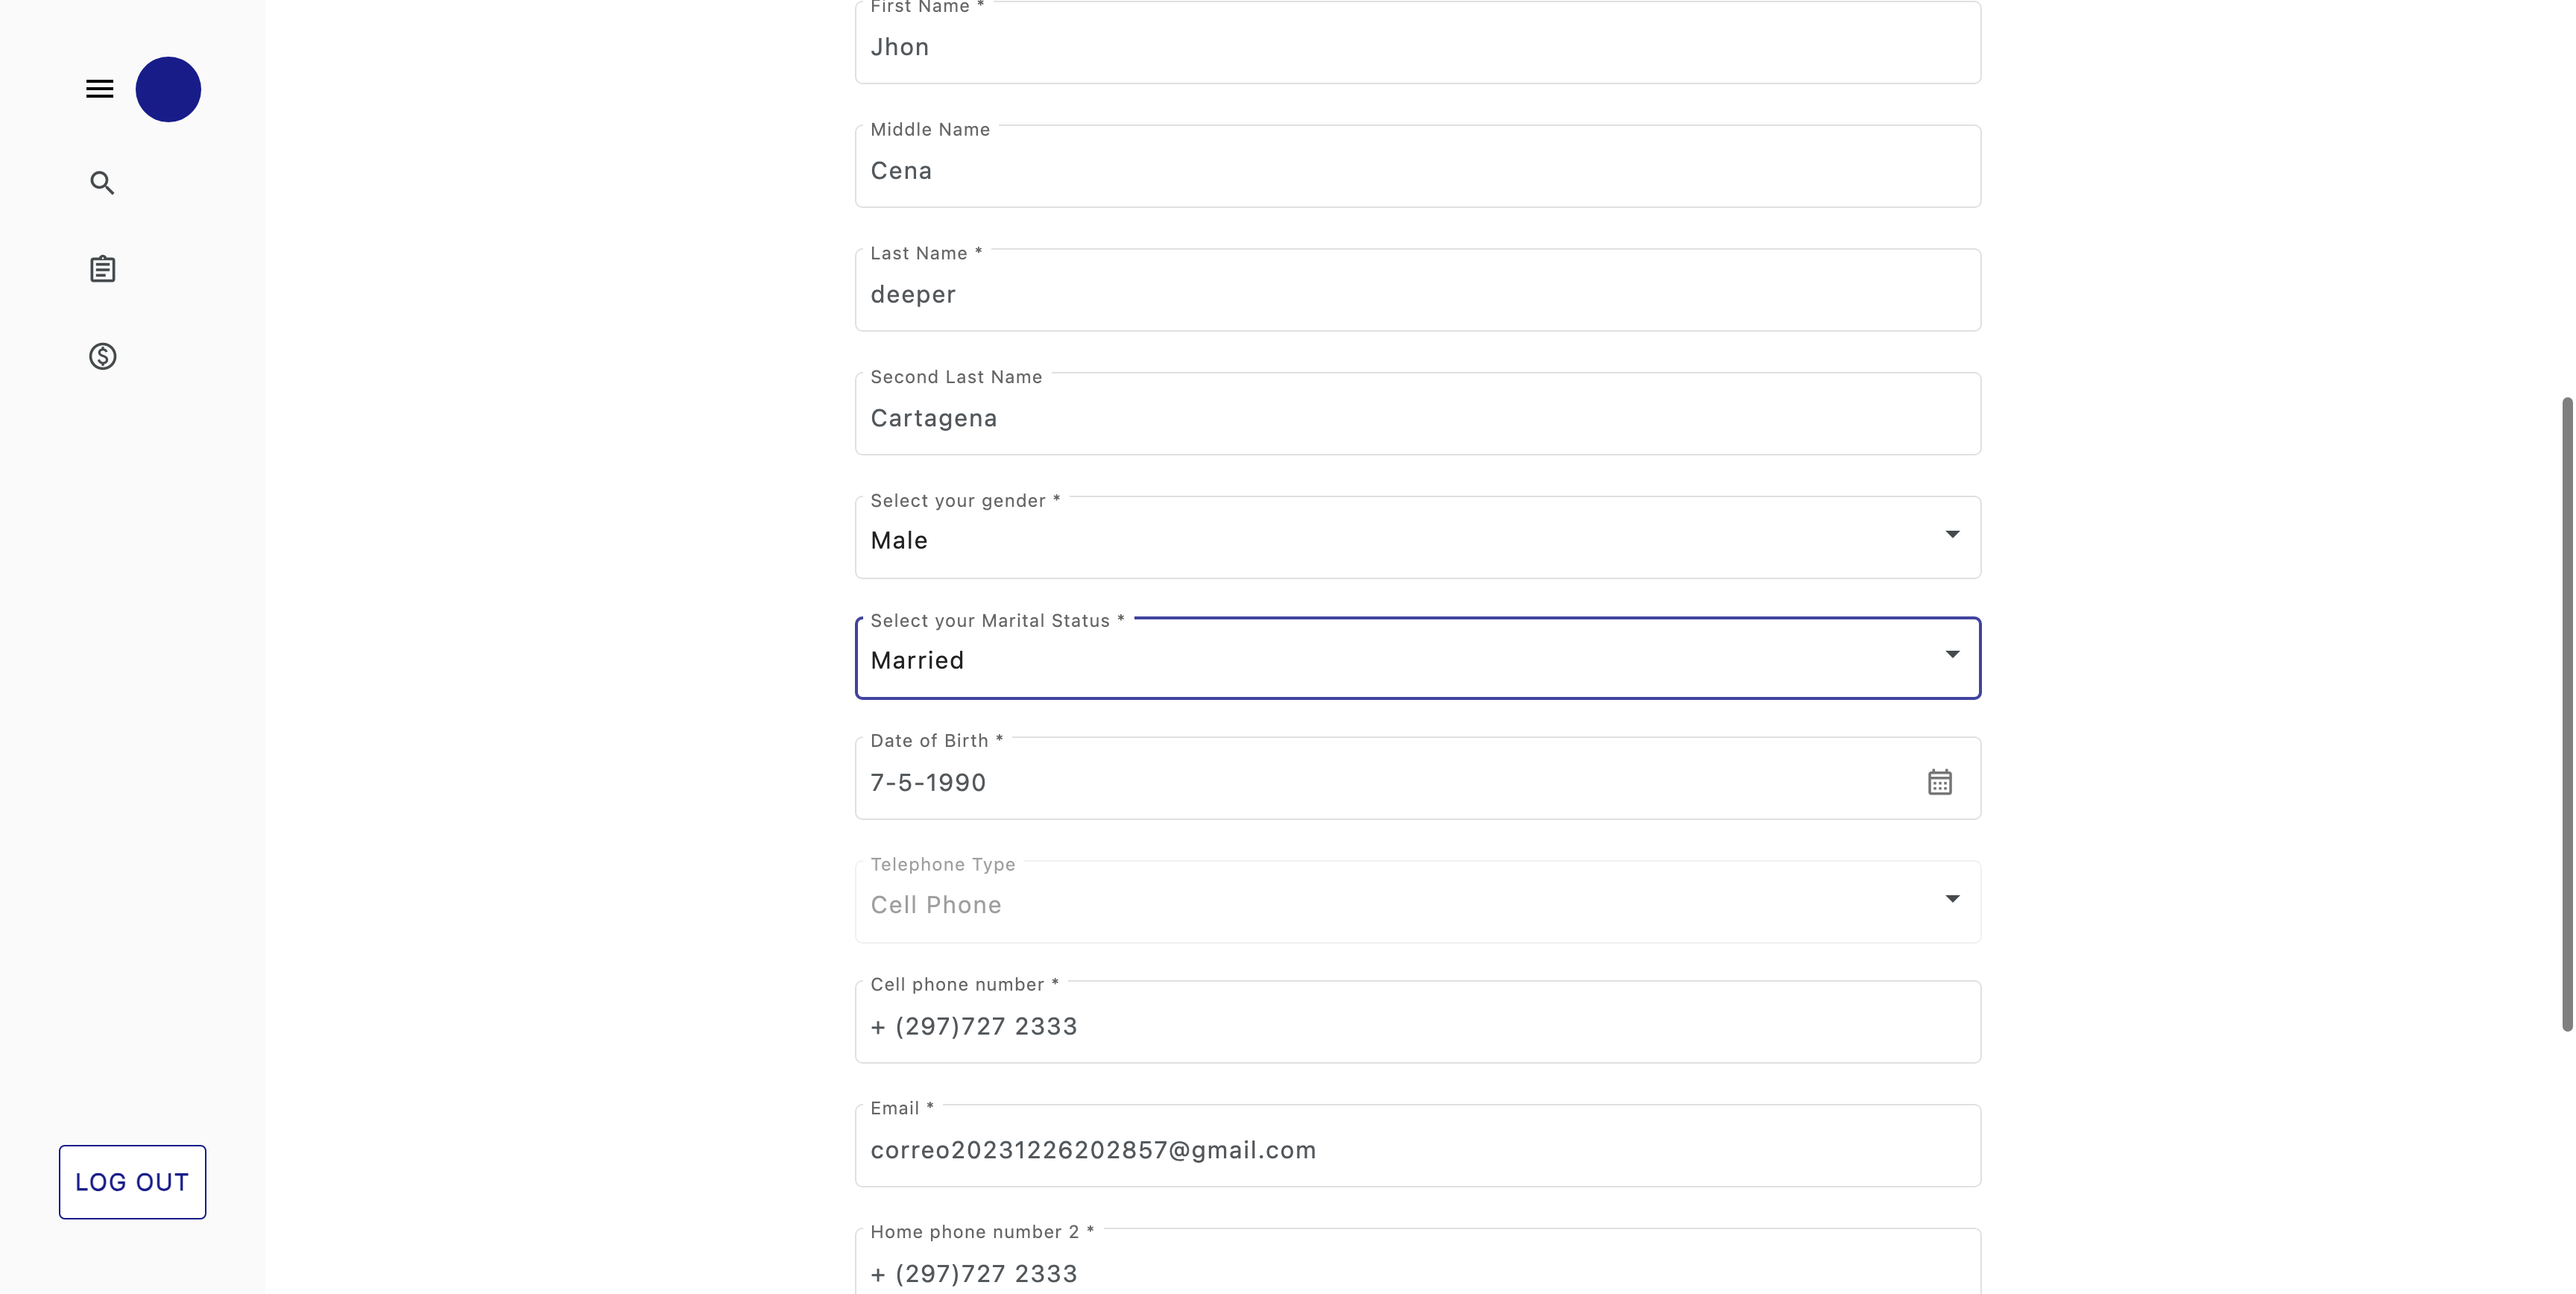 First Name *
Jhon
Middle Name
Cena
Last Name *
deeper
Second Last Name
Cartagena
Select your gender *
Male
Select your Marital Status *
Married
Date of Birth *
7-5-1990
Telephone Type
Cell Phone
Cell phone number *
+ (297)727 2333
Email *
correo20231226202857@gmail.com
Home phone number 2 *
+ (297)727 2333
LOG OUT